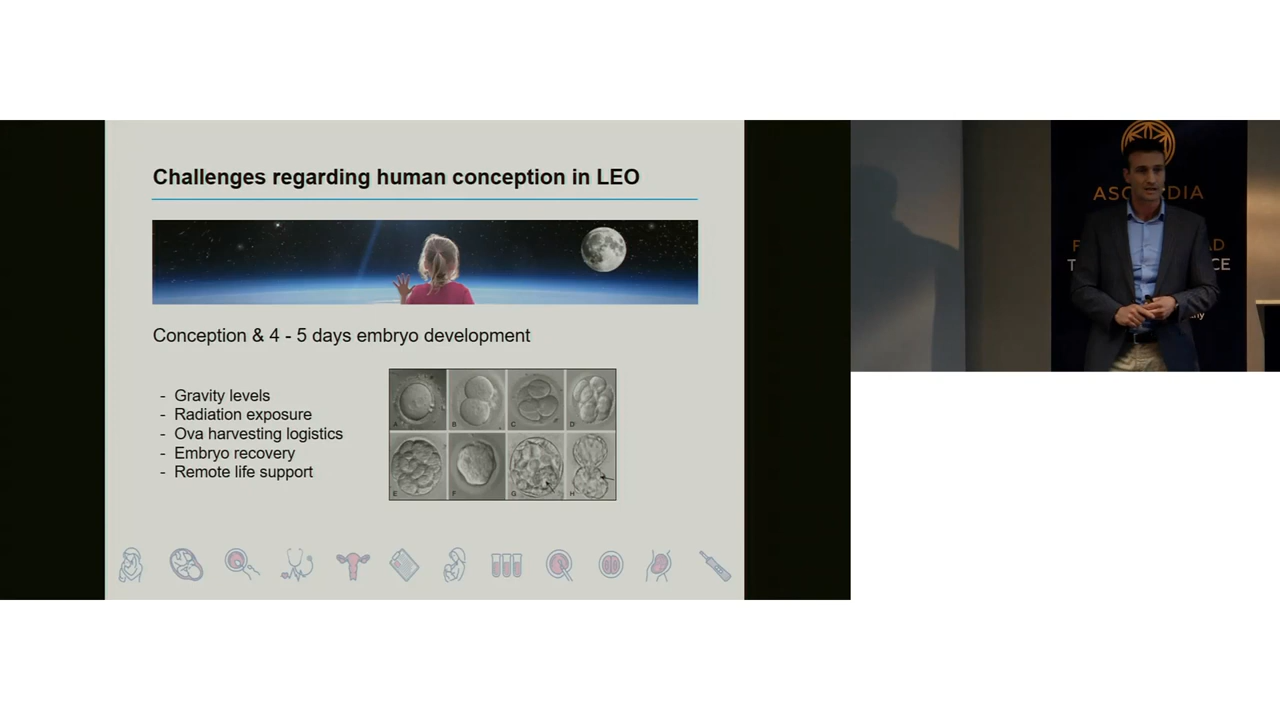 Challenges regarding human conception in LEO
Conception & 4 - 5 days embryo development
- Gravity levels
- Radiation exposure
- Ova harvesting logistics
- Embryo recovery
- Remote life support
A B C D
E F G H